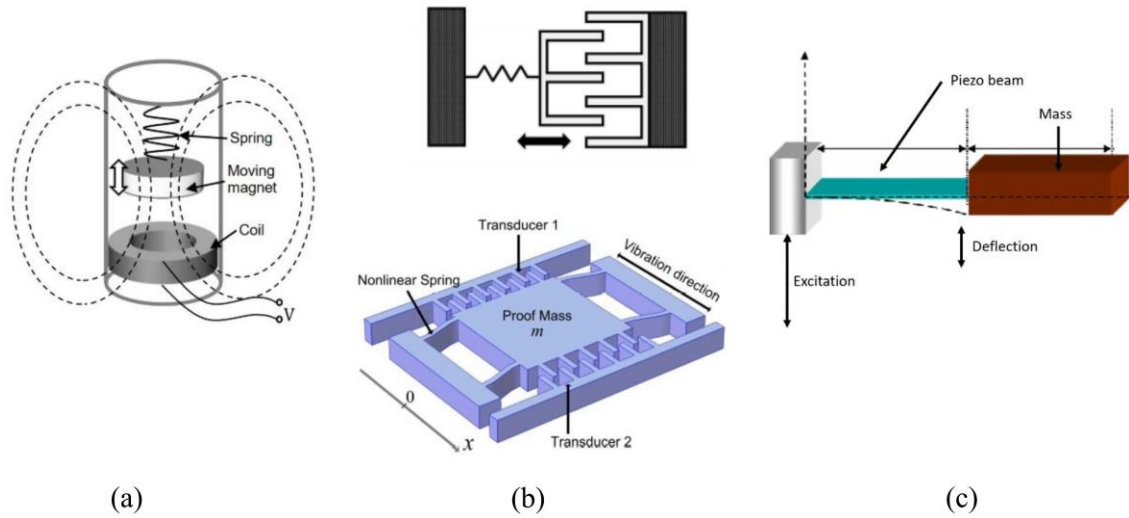 Spring
Moving
magnet
Coil
V
(a)
Transducer 1
Nonlinear Spring
Vibration direction
Proof Mass
m
0
x
Transducer 2
(b)
Piezo beam
Mass
Deflection
Excitation
(c)